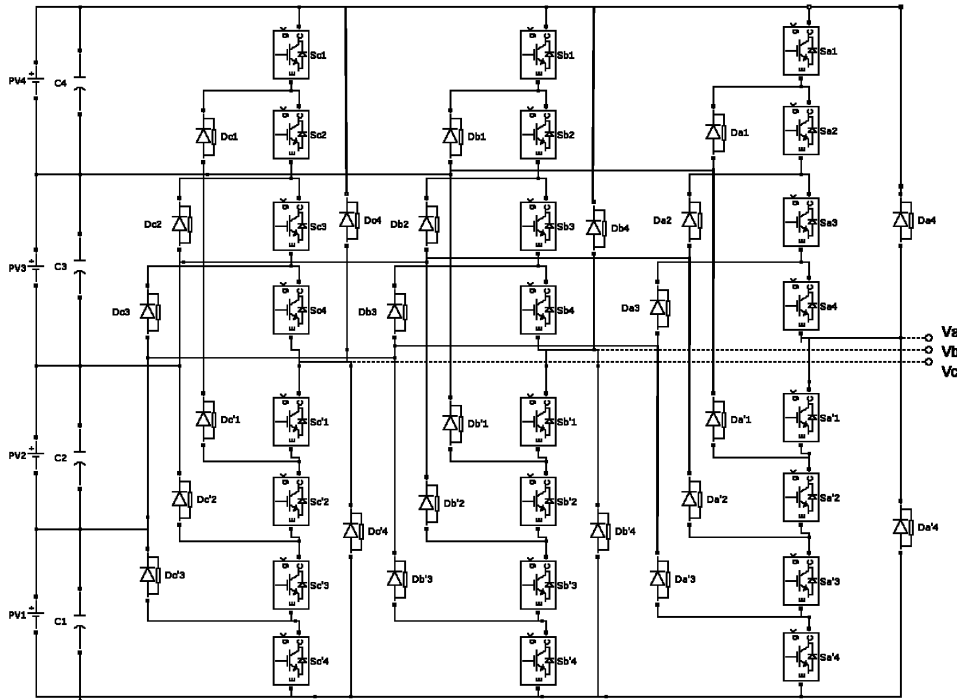 g C Sc1 E
g C Sb1 E
g C Sa1 E
PV4 C4
Dc1 g C Sc2 E
Db1 g C Sb2 E
Da1 g C Sa2 E
Dc2 g C Sc3 E Dc4
Db2 g C Sb3 E Db4
Da2 g C Sa3 E Da4
PV3 C3
Dc3 g C Sc4 E
Db3 g C Sb4 E
Da3 g C Sa4 E
Va
Vb
Vc
Dc'1 g C Sc'1 E
Db'1 g C Sb'1 E
Da'1 g C Sa'1 E
PV2 C2
Dc'2 g C Sc'2 E
Db'2 g C Sb'2 E
Da'2 g C Sa'2 E
Dc'4
Db'4
Da'4
Dc'3 g C Sc'3 E
Db'3 g C Sb'3 E
Da'3 g C Sa'3 E
PV1 C1
g C Sc'4 E
g C Sb'4 E
g C Sa'4 E